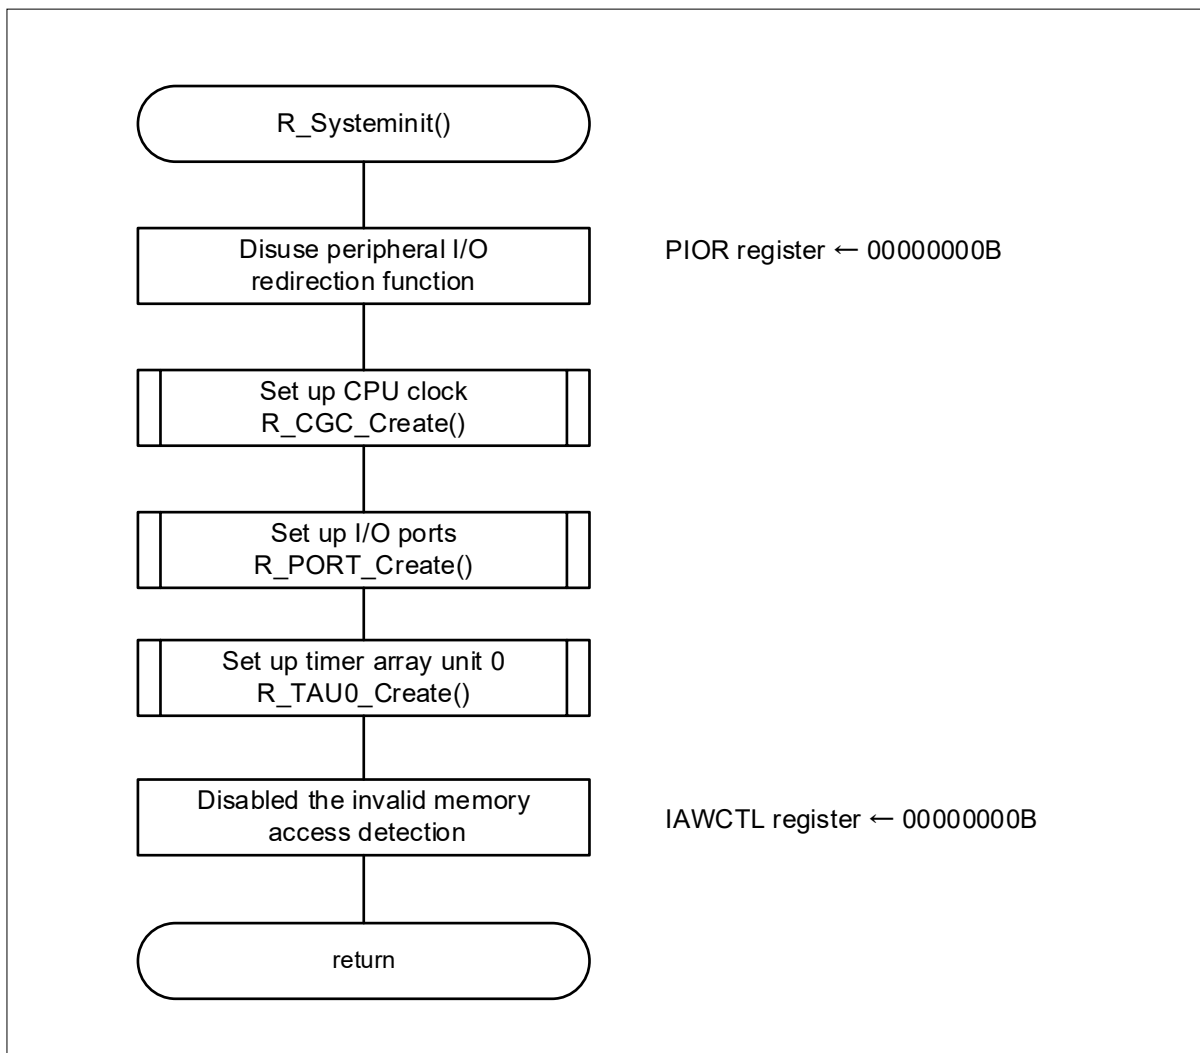 R_Systeminit()
Disuse peripheral I/O
redirection function
PIOR register ← 00000000B
Set up CPU clock
R_CGC_Create()
Set up I/O ports
R_PORT_Create()
Set up timer array unit 0
R_TAU0_Create()
Disabled the invalid memory
access detection
IAWCTL register ← 00000000B
return